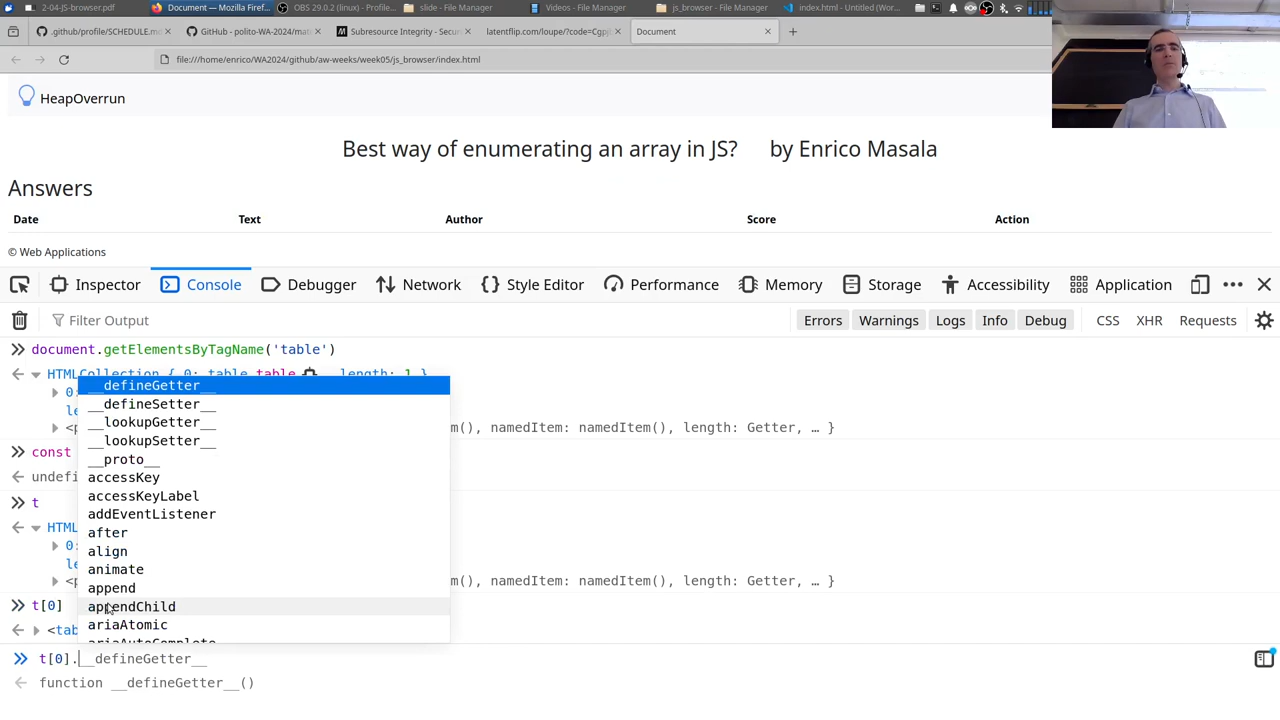 2-04-JS-browser.pdf
Document — Mozilla Firef...
OBS 29.0.2 (linux) - Profile...
slide - File Manager
Videos - File Manager
js_browser - File Manager
index.html - Untitled (Wor...
.github/profile/SCHEDULE.m
GitHub - polito-WA-2024/mat
Subresource Integrity - Secur
latentflip.com/loupe/?code=Cgpj
Document
file:///home/enrico/WA2024/github/aw-weeks/week05/js_browser/index.html
HeapOverrun
Best way of enumerating an array in JS? by Enrico Masala
Answers
Date Text Author Score Action
© Web Applications
Inspector Console Debugger Network Style Editor Performance Memory Storage Accessibility Application
Filter Output
Errors Warnings Logs Info Debug CSS XHR Requests
document.getElementsByTagName('table')
HTMLCollection { 0: table.table, length: 1 }
0:
le
<p m(), namedItem: namedItem(), length: Getter, … }
const
undefi
t
HTML
0:
le
<p m(), namedItem: namedItem(), length: Getter, … }
t[0]
<tab
__defineGetter__
__defineSetter__
__lookupGetter__
__lookupSetter__
__proto__
accessKey
accessKeyLabel
addEventListener
after
align
animate
append
appendChild
ariaAtomic
ariaAutoComplete
t[0].__defineGetter__
function __defineGetter__()